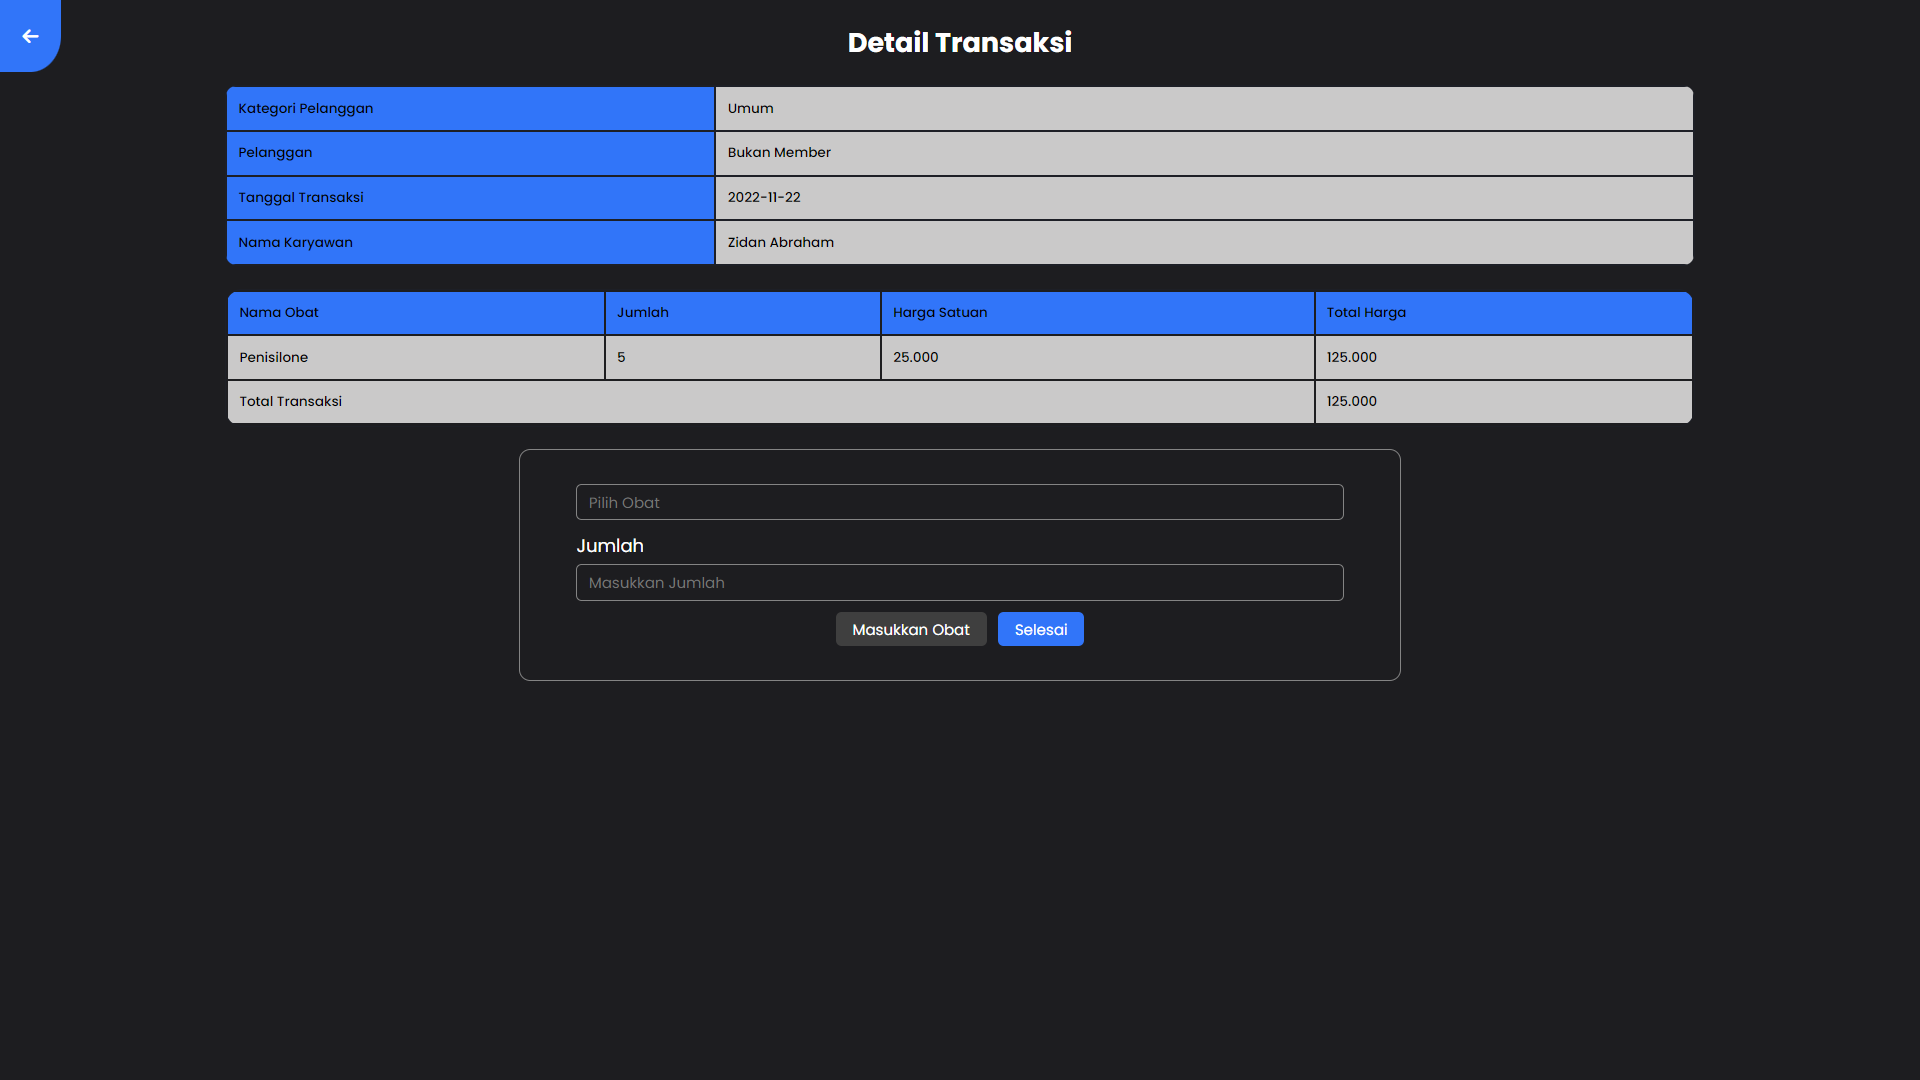 Detail Transaksi
Kategori Pelanggan Umum
Pelanggan Bukan Member
Tanggal Transaksi 2022-11-22
Nama Karyawan Zidan Abraham
Nama Obat Jumlah Harga Satuan Total Harga
Penisilone 5 25.000 125.000
Total Transaksi 125.000
Pilih Obat
Jumlah
Masukkan Jumlah
Masukkan Obat Selesai